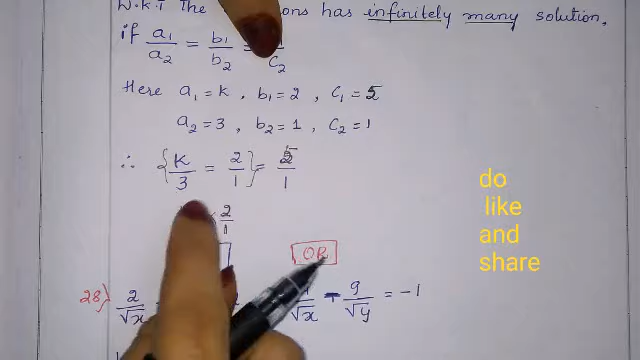 W.K.T The ons has infinitely many solution,
if a₁/a₂ = b₁/b₂ = /c₂
Here a₁ = K, b₁ = 2, c₁ = 5
a₂ = 3, b₂ = 1, c₂ = 1
∴ {K/3 = 2/1} = 5/1
2/1
OR
28) 2/√x /√x - 9/√y = -1
do
like
and
share